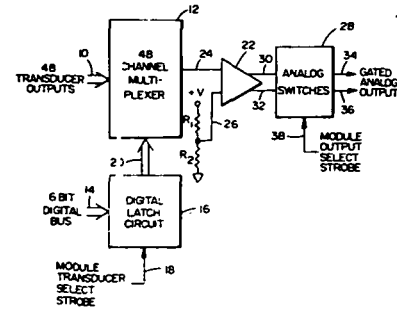 12
28
10
48
TRANSDUCER
OUTPUTS
48
CHANNEL
MULTI-
PLEXER
24
22
30
32
ANALOG
SWITCHES
34
GATED
ANALOG
OUTPUT
36
+V
R1
26
R2
38
MODULE
OUTPUT
SELECT
STROBE
6 BIT
DIGITAL
BUS
14
DIGITAL
LATCH
CIRCUIT
16
MODULE
TRANSDUCER
SELECT
STROBE
18